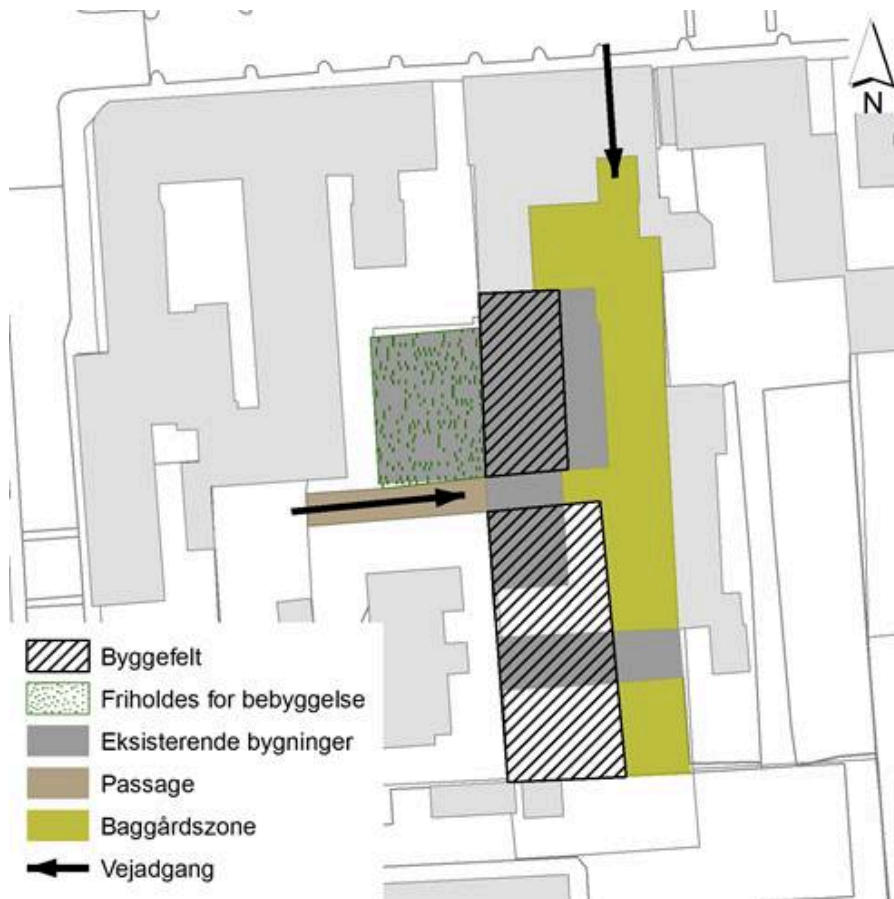 N
Byggefelt
Friholdes for bebyggelse
Eksisterende bygninger
Passage
Baggårdszone
Vejadgang